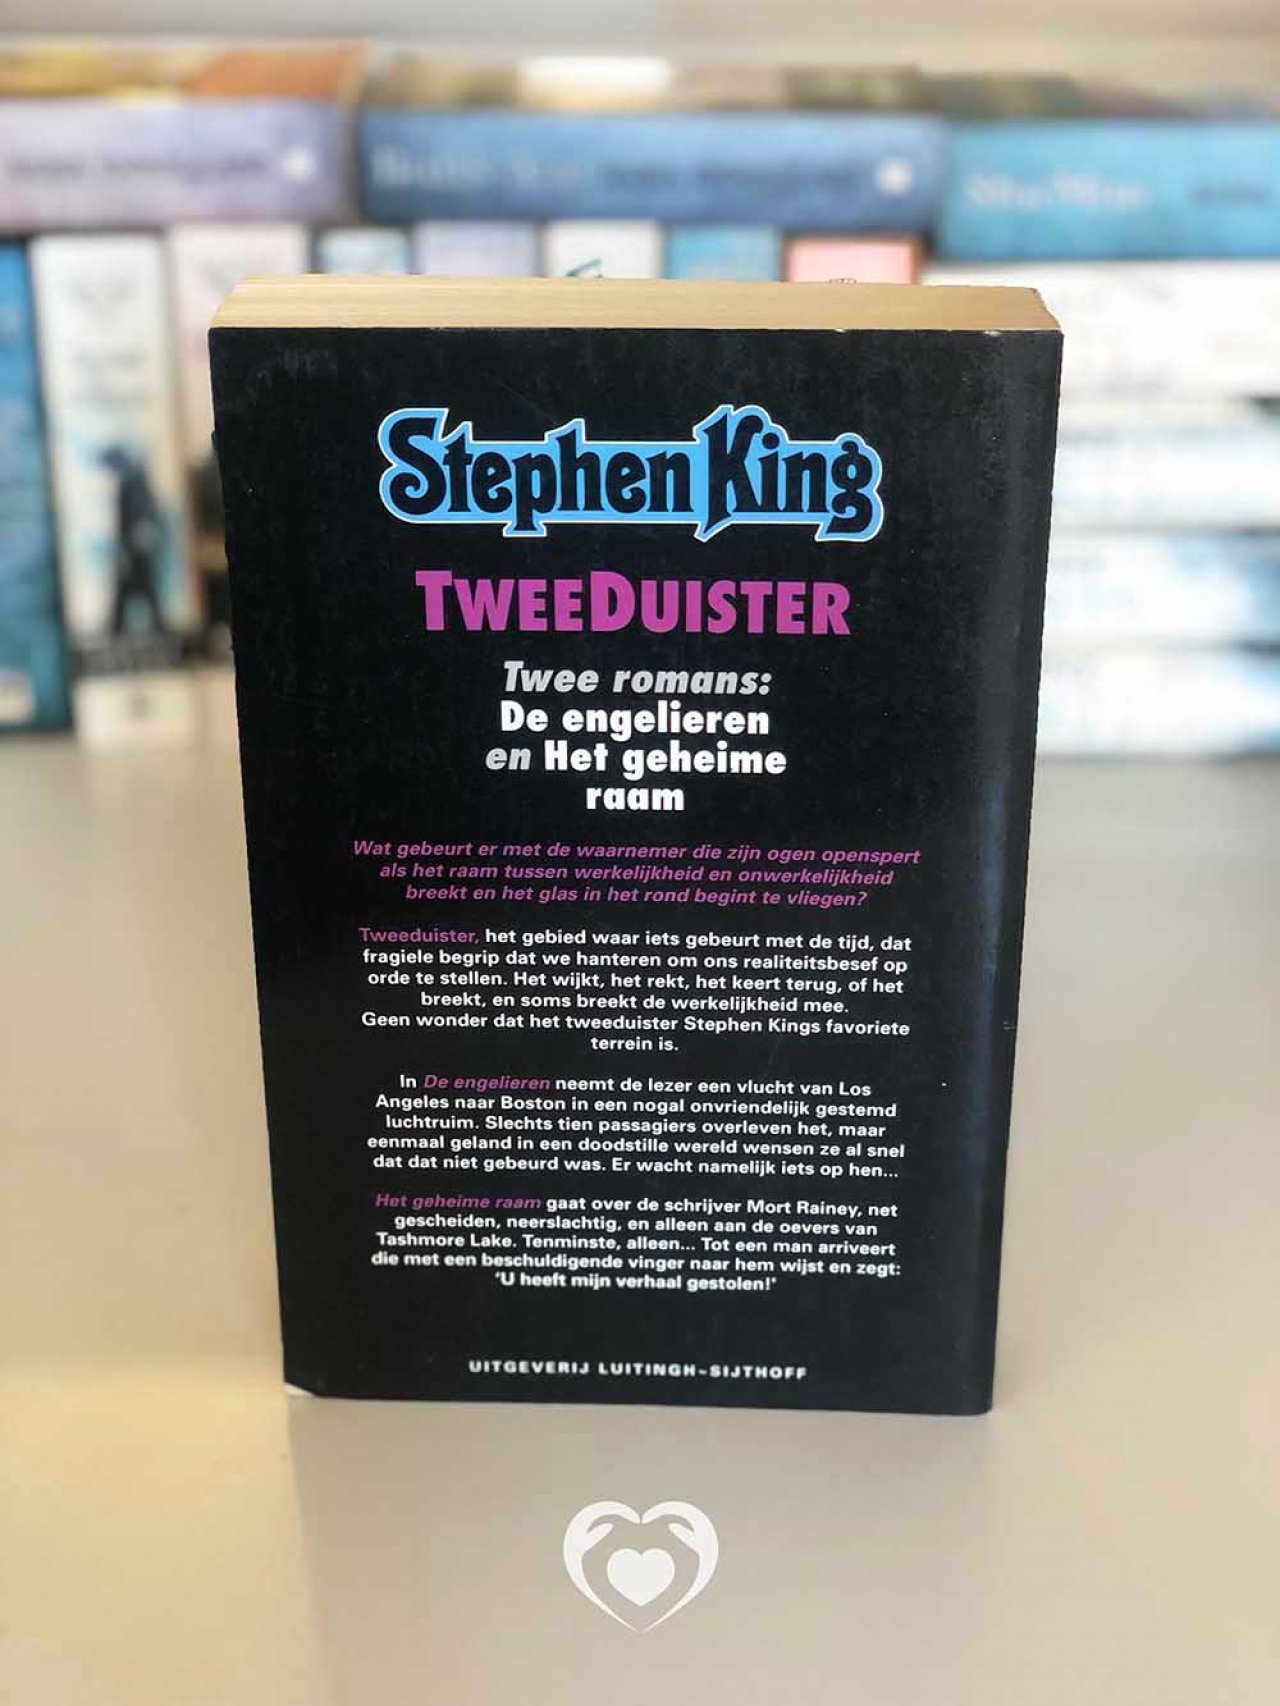 Stephen King
TWEEDUISTER
Twee romans:
De engelieren
en Het geheime
raam
Wat gebeurt er met de waarnemer die zijn ogen openspert
als het raam tussen werkelijkheid en onwerkelijkheid
breekt en het glas in het rond begint te vliegen?
Tweeduister, het gebied waar iets gebeurt met de tijd, dat
fragiele begrip dat we hanteren om ons realiteitsbesef op
orde te stellen. Het wijkt, het rekt, het keert terug, of het
breekt, en soms breekt de werkelijkheid mee.
Geen wonder dat het tweeduister Stephen Kings favoriete
terrein is.
In De engelieren neemt de lezer een vlucht van Los
Angeles naar Boston in een nogal onvriendelijk gestemd
luchtruim. Slechts tien passagiers overleven het, maar
eenmaal geland in een doodstille wereld wensen ze al snel
dat dat niet gebeurd was. Er wacht namelijk iets op hen...
Het geheime raam gaat over de schrijver Mort Rainey, net
gescheiden, neerslachtig, en alleen aan de oevers van
Tashmore Lake. Tenminste, alleen... Tot een man arriveert
die met een beschuldigende vinger naar hem wijst en zegt:
'U heeft mijn verhaal gestolen!'
UITGEVERIJ LUITINGH~SIJTHOFF